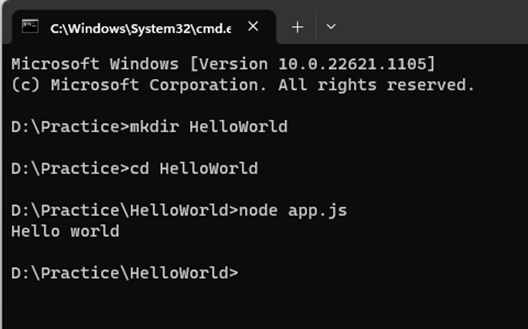 C:\Windows\System32\cmd.e
Microsoft Windows [Version 10.0.22621.1105]
(c) Microsoft Corporation. All rights reserved.
D:\Practice>mkdir HelloWorld
D:\Practice>cd HelloWorld
D:\Practice\HelloWorld>node app.js
Hello world
D:\Practice\HelloWorld>